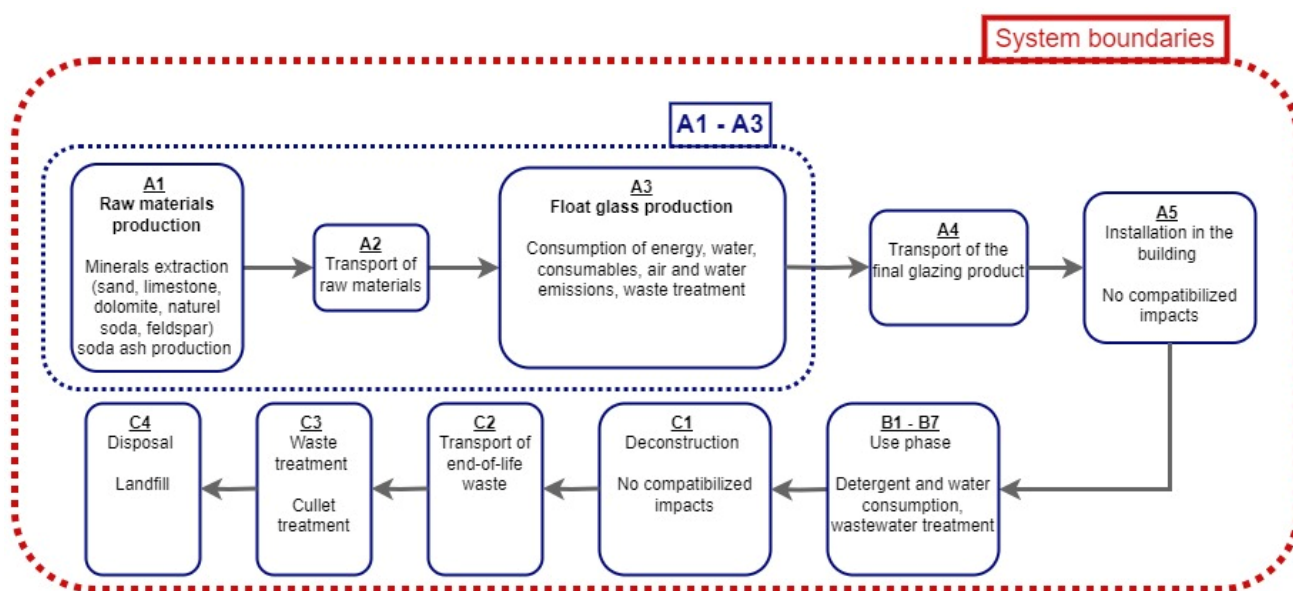 System boundaries
A1 - A3
A1
Raw materials
production
Minerals extraction
(sand, limestone,
dolomite, naturel
soda, feldspar)
soda ash production
A2
Transport of
raw materials
A3
Float glass production
Consumption of energy, water,
consumables, air and water
emissions, waste treatment
A4
Transport of the
final glazing product
A5
Installation in the
building
No compatibilized
impacts
B1 - B7
Use phase
Detergent and water
consumption,
wastewater treatment
C1
Deconstruction
No compatibilized
impacts
C2
Transport of
end-of-life
waste
C3
Waste
treatment
Cullet
treatment
C4
Disposal
Landfill